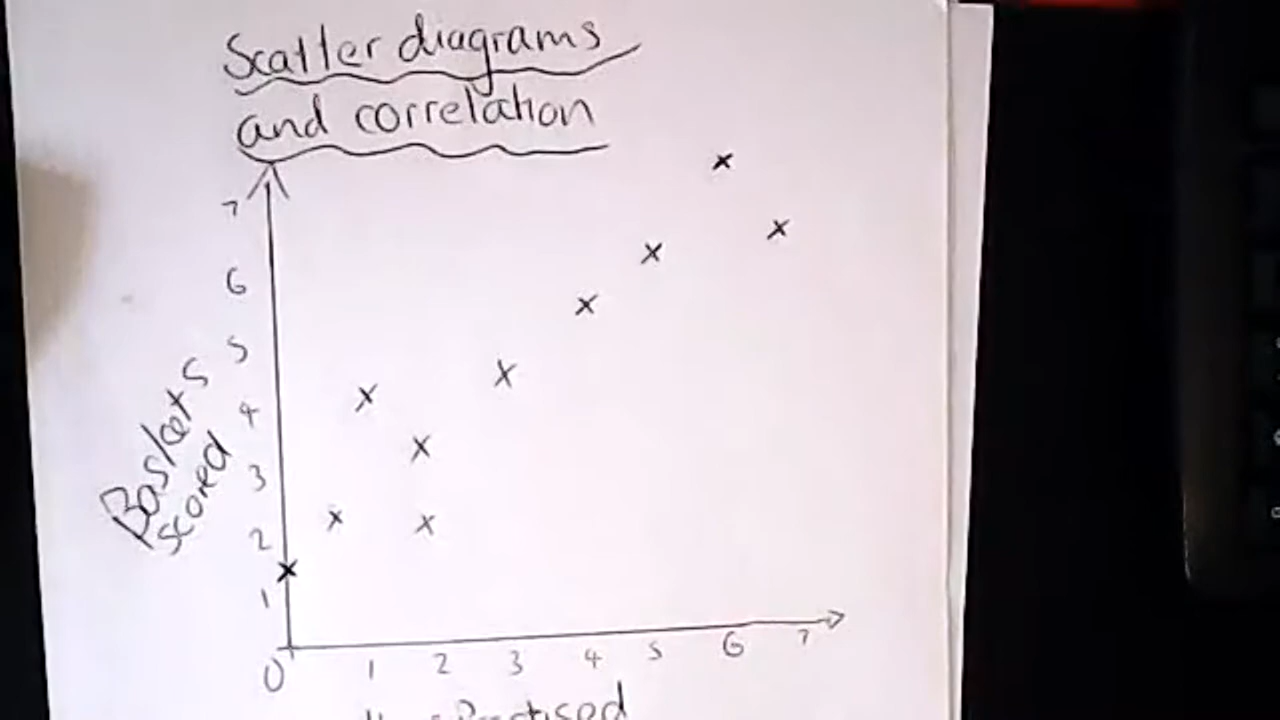 Scatter diagrams
and correlation
7
6
5
4
3
2
1
Baskets
scored
0 1 2 3 4 5 6 7
Practised